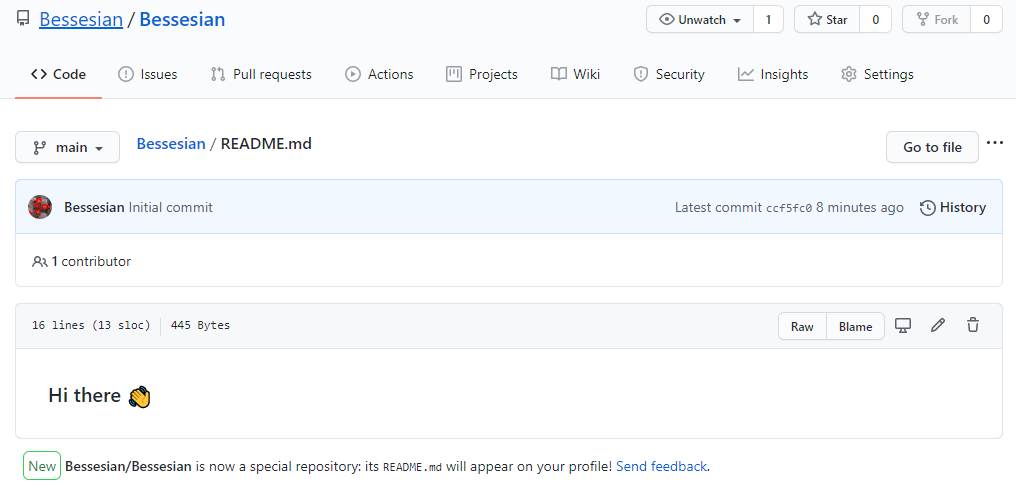 Bessesian / Bessesian
Unwatch 1 Star 0 Fork 0
Code Issues Pull requests Actions Projects Wiki Security Insights Settings
main Bessesian / README.md Go to file ...
Bessesian Initial commit Latest commit ccf5fc0 8 minutes ago History
1 contributor
16 lines (13 sloc) 445 Bytes Raw Blame
Hi there 👋
New Bessesian/Bessesian is now a special repository: its README.md will appear on your profile! Send feedback.